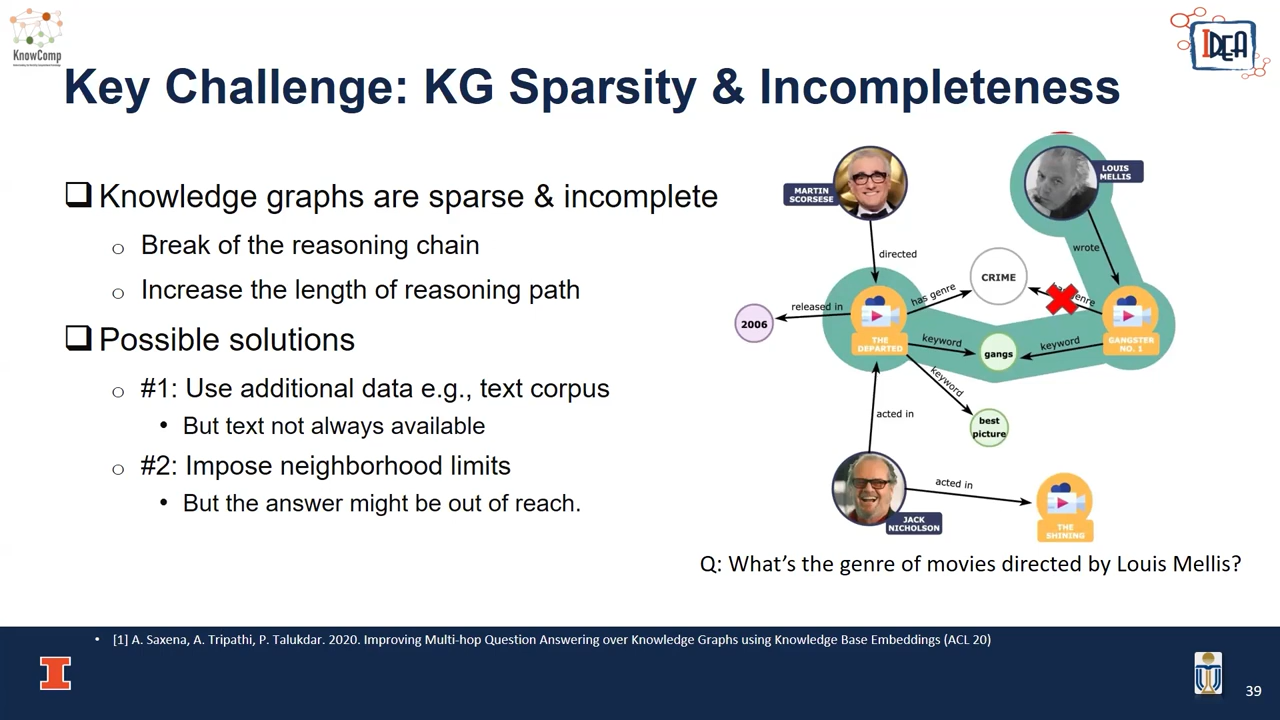 KnowComp
IDEA
Key Challenge: KG Sparsity & Incompleteness
Knowledge graphs are sparse & incomplete
Break of the reasoning chain
Increase the length of reasoning path
Possible solutions
#1: Use additional data e.g., text corpus
But text not always available
#2: Impose neighborhood limits
But the answer might be out of reach.
MARTIN
SCORSESE
LOUIS
MELLIS
directed
wrote
CRIME
has genre
enre
released in
2006
THE
DEPARTED
GANGSTER
NO. 1
keyword
gangs
keyword
keyword
best
picture
acted in
JACK
NICHOLSON
acted in
THE
SHINING
Q: What's the genre of movies directed by Louis Mellis?
[1] A. Saxena, A. Tripathi, P. Talukdar. 2020. Improving Multi-hop Question Answering over Knowledge Graphs using Knowledge Base Embeddings (ACL 20)
I
39